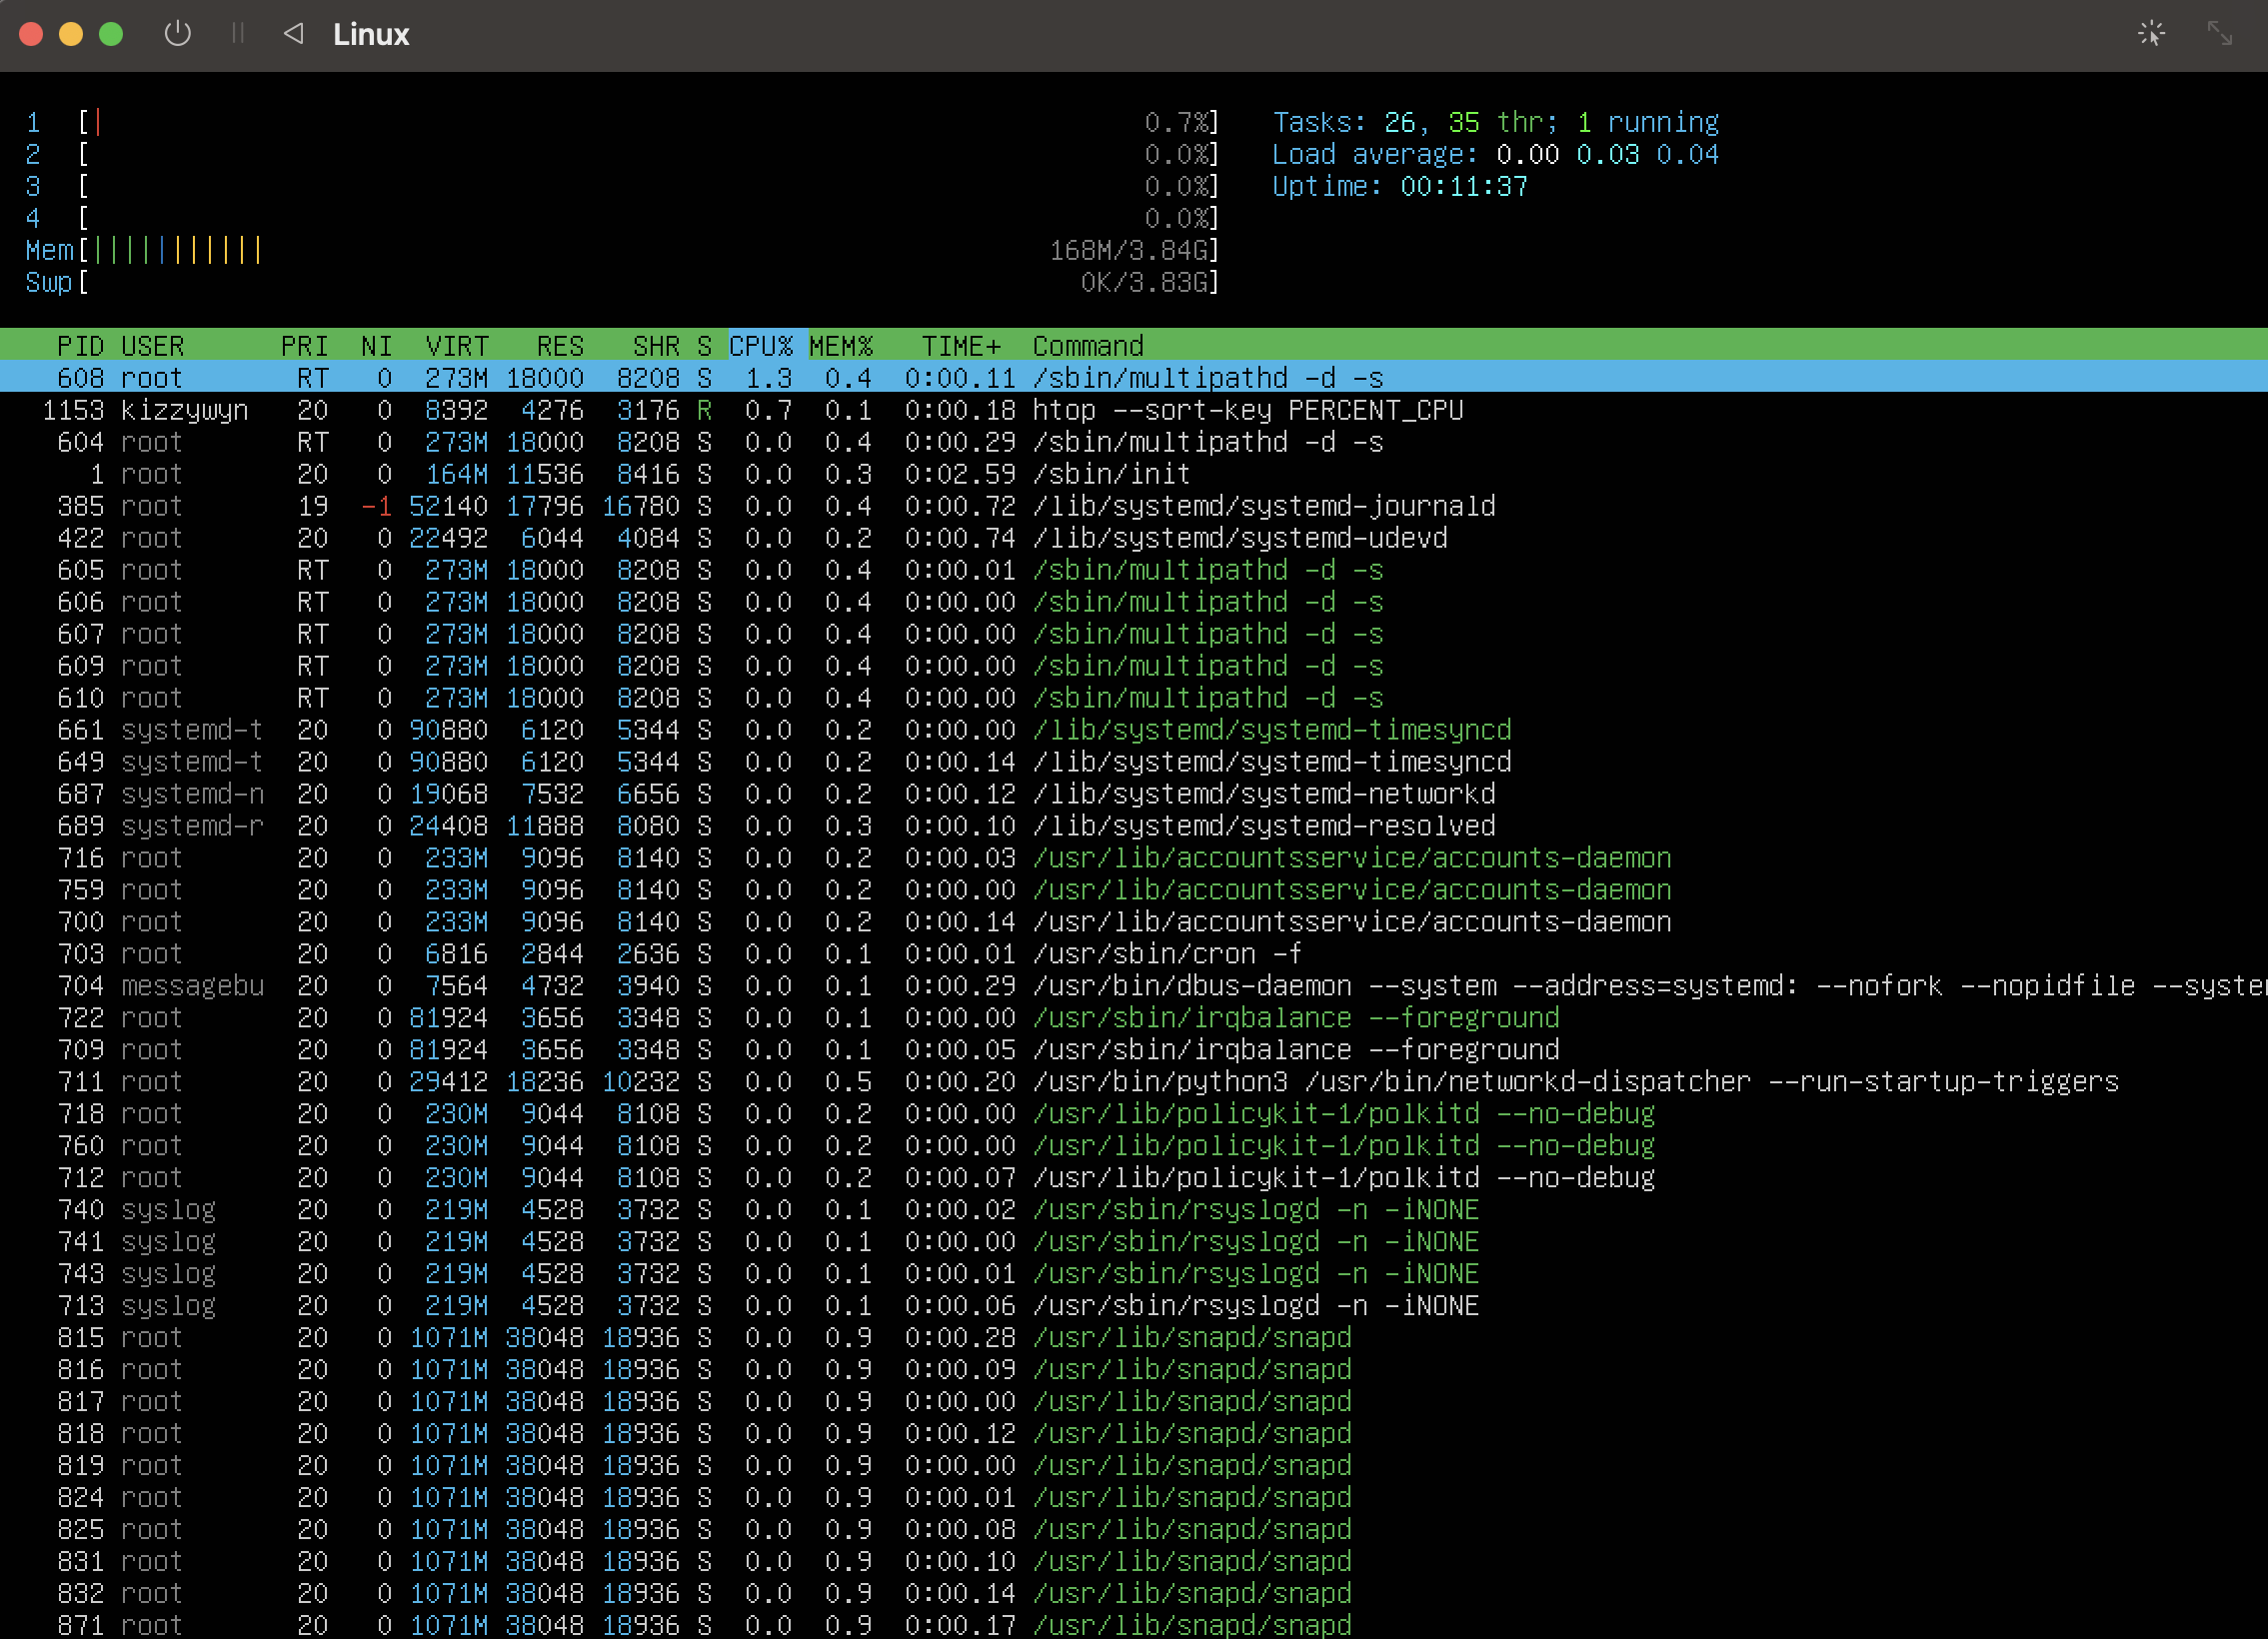 Linux
1 [| 0.7%] Tasks: 26, 35 thr; 1 running
2 [ 0.0%] Load average: 0.00 0.03 0.04
3 [ 0.0%] Uptime: 00:11:37
4 [ 0.0%]
Mem[||||||||||| 168M/3.84G]
Swp[ 0K/3.83G]
PID USER PRI NI VIRT RES SHR S CPU% MEM% TIME+ Command
608 root RT 0 273M 18000 8208 S 1.3 0.4 0:00.11 /sbin/multipathd -d -s
1153 kizzywyn 20 0 8392 4276 3176 R 0.7 0.1 0:00.18 htop --sort-key PERCENT_CPU
604 root RT 0 273M 18000 8208 S 0.0 0.4 0:00.29 /sbin/multipathd -d -s
1 root 20 0 164M 11536 8416 S 0.0 0.3 0:02.59 /sbin/init
385 root 19 -1 52140 17796 16780 S 0.0 0.4 0:00.72 /lib/systemd/systemd-journald
422 root 20 0 22492 6044 4084 S 0.0 0.2 0:00.74 /lib/systemd/systemd-udevd
605 root RT 0 273M 18000 8208 S 0.0 0.4 0:00.01 /sbin/multipathd -d -s
606 root RT 0 273M 18000 8208 S 0.0 0.4 0:00.00 /sbin/multipathd -d -s
607 root RT 0 273M 18000 8208 S 0.0 0.4 0:00.00 /sbin/multipathd -d -s
609 root RT 0 273M 18000 8208 S 0.0 0.4 0:00.00 /sbin/multipathd -d -s
610 root RT 0 273M 18000 8208 S 0.0 0.4 0:00.00 /sbin/multipathd -d -s
661 systemd-t 20 0 90880 6120 5344 S 0.0 0.2 0:00.00 /lib/systemd/systemd-timesyncd
649 systemd-t 20 0 90880 6120 5344 S 0.0 0.2 0:00.14 /lib/systemd/systemd-timesyncd
687 systemd-n 20 0 19068 7532 6656 S 0.0 0.2 0:00.12 /lib/systemd/systemd-networkd
689 systemd-r 20 0 24408 11888 8080 S 0.0 0.3 0:00.10 /lib/systemd/systemd-resolved
716 root 20 0 233M 9096 8140 S 0.0 0.2 0:00.03 /usr/lib/accountsservice/accounts-daemon
759 root 20 0 233M 9096 8140 S 0.0 0.2 0:00.00 /usr/lib/accountsservice/accounts-daemon
700 root 20 0 233M 9096 8140 S 0.0 0.2 0:00.14 /usr/lib/accountsservice/accounts-daemon
703 root 20 0 6816 2844 2636 S 0.0 0.1 0:00.01 /usr/sbin/cron -f
704 messagebu 20 0 7564 4732 3940 S 0.0 0.1 0:00.29 /usr/bin/dbus-daemon --system --address=systemd: --nofork --nopidfile --syste
722 root 20 0 81924 3656 3348 S 0.0 0.1 0:00.00 /usr/sbin/irqbalance --foreground
709 root 20 0 81924 3656 3348 S 0.0 0.1 0:00.05 /usr/sbin/irqbalance --foreground
711 root 20 0 29412 18236 10232 S 0.0 0.5 0:00.20 /usr/bin/python3 /usr/bin/networkd-dispatcher --run-startup-triggers
718 root 20 0 230M 9044 8108 S 0.0 0.2 0:00.00 /usr/lib/policykit-1/polkitd --no-debug
760 root 20 0 230M 9044 8108 S 0.0 0.2 0:00.00 /usr/lib/policykit-1/polkitd --no-debug
712 root 20 0 230M 9044 8108 S 0.0 0.2 0:00.07 /usr/lib/policykit-1/polkitd --no-debug
740 syslog 20 0 219M 4528 3732 S 0.0 0.1 0:00.02 /usr/sbin/rsyslogd -n -iNONE
741 syslog 20 0 219M 4528 3732 S 0.0 0.1 0:00.00 /usr/sbin/rsyslogd -n -iNONE
743 syslog 20 0 219M 4528 3732 S 0.0 0.1 0:00.01 /usr/sbin/rsyslogd -n -iNONE
713 syslog 20 0 219M 4528 3732 S 0.0 0.1 0:00.06 /usr/sbin/rsyslogd -n -iNONE
815 root 20 0 1071M 38048 18936 S 0.0 0.9 0:00.28 /usr/lib/snapd/snapd
816 root 20 0 1071M 38048 18936 S 0.0 0.9 0:00.09 /usr/lib/snapd/snapd
817 root 20 0 1071M 38048 18936 S 0.0 0.9 0:00.00 /usr/lib/snapd/snapd
818 root 20 0 1071M 38048 18936 S 0.0 0.9 0:00.12 /usr/lib/snapd/snapd
819 root 20 0 1071M 38048 18936 S 0.0 0.9 0:00.00 /usr/lib/snapd/snapd
824 root 20 0 1071M 38048 18936 S 0.0 0.9 0:00.01 /usr/lib/snapd/snapd
825 root 20 0 1071M 38048 18936 S 0.0 0.9 0:00.08 /usr/lib/snapd/snapd
831 root 20 0 1071M 38048 18936 S 0.0 0.9 0:00.10 /usr/lib/snapd/snapd
832 root 20 0 1071M 38048 18936 S 0.0 0.9 0:00.14 /usr/lib/snapd/snapd
871 root 20 0 1071M 38048 18936 S 0.0 0.9 0:00.17 /usr/lib/snapd/snapd